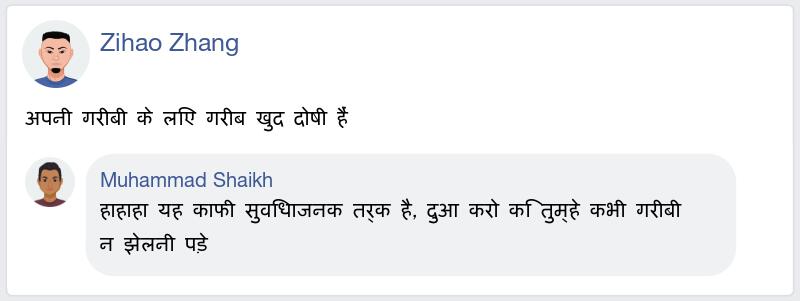 Zihao Zhang
अपनी गरीबी के लिए गरीब खुद दोषी हैं
Muhammad Shaikh
हाहाहा यह काफी सुविधाजनक तर्क है, दुआ करो कि तुम्हे कभी गरीबी
न झेलनी पड़े